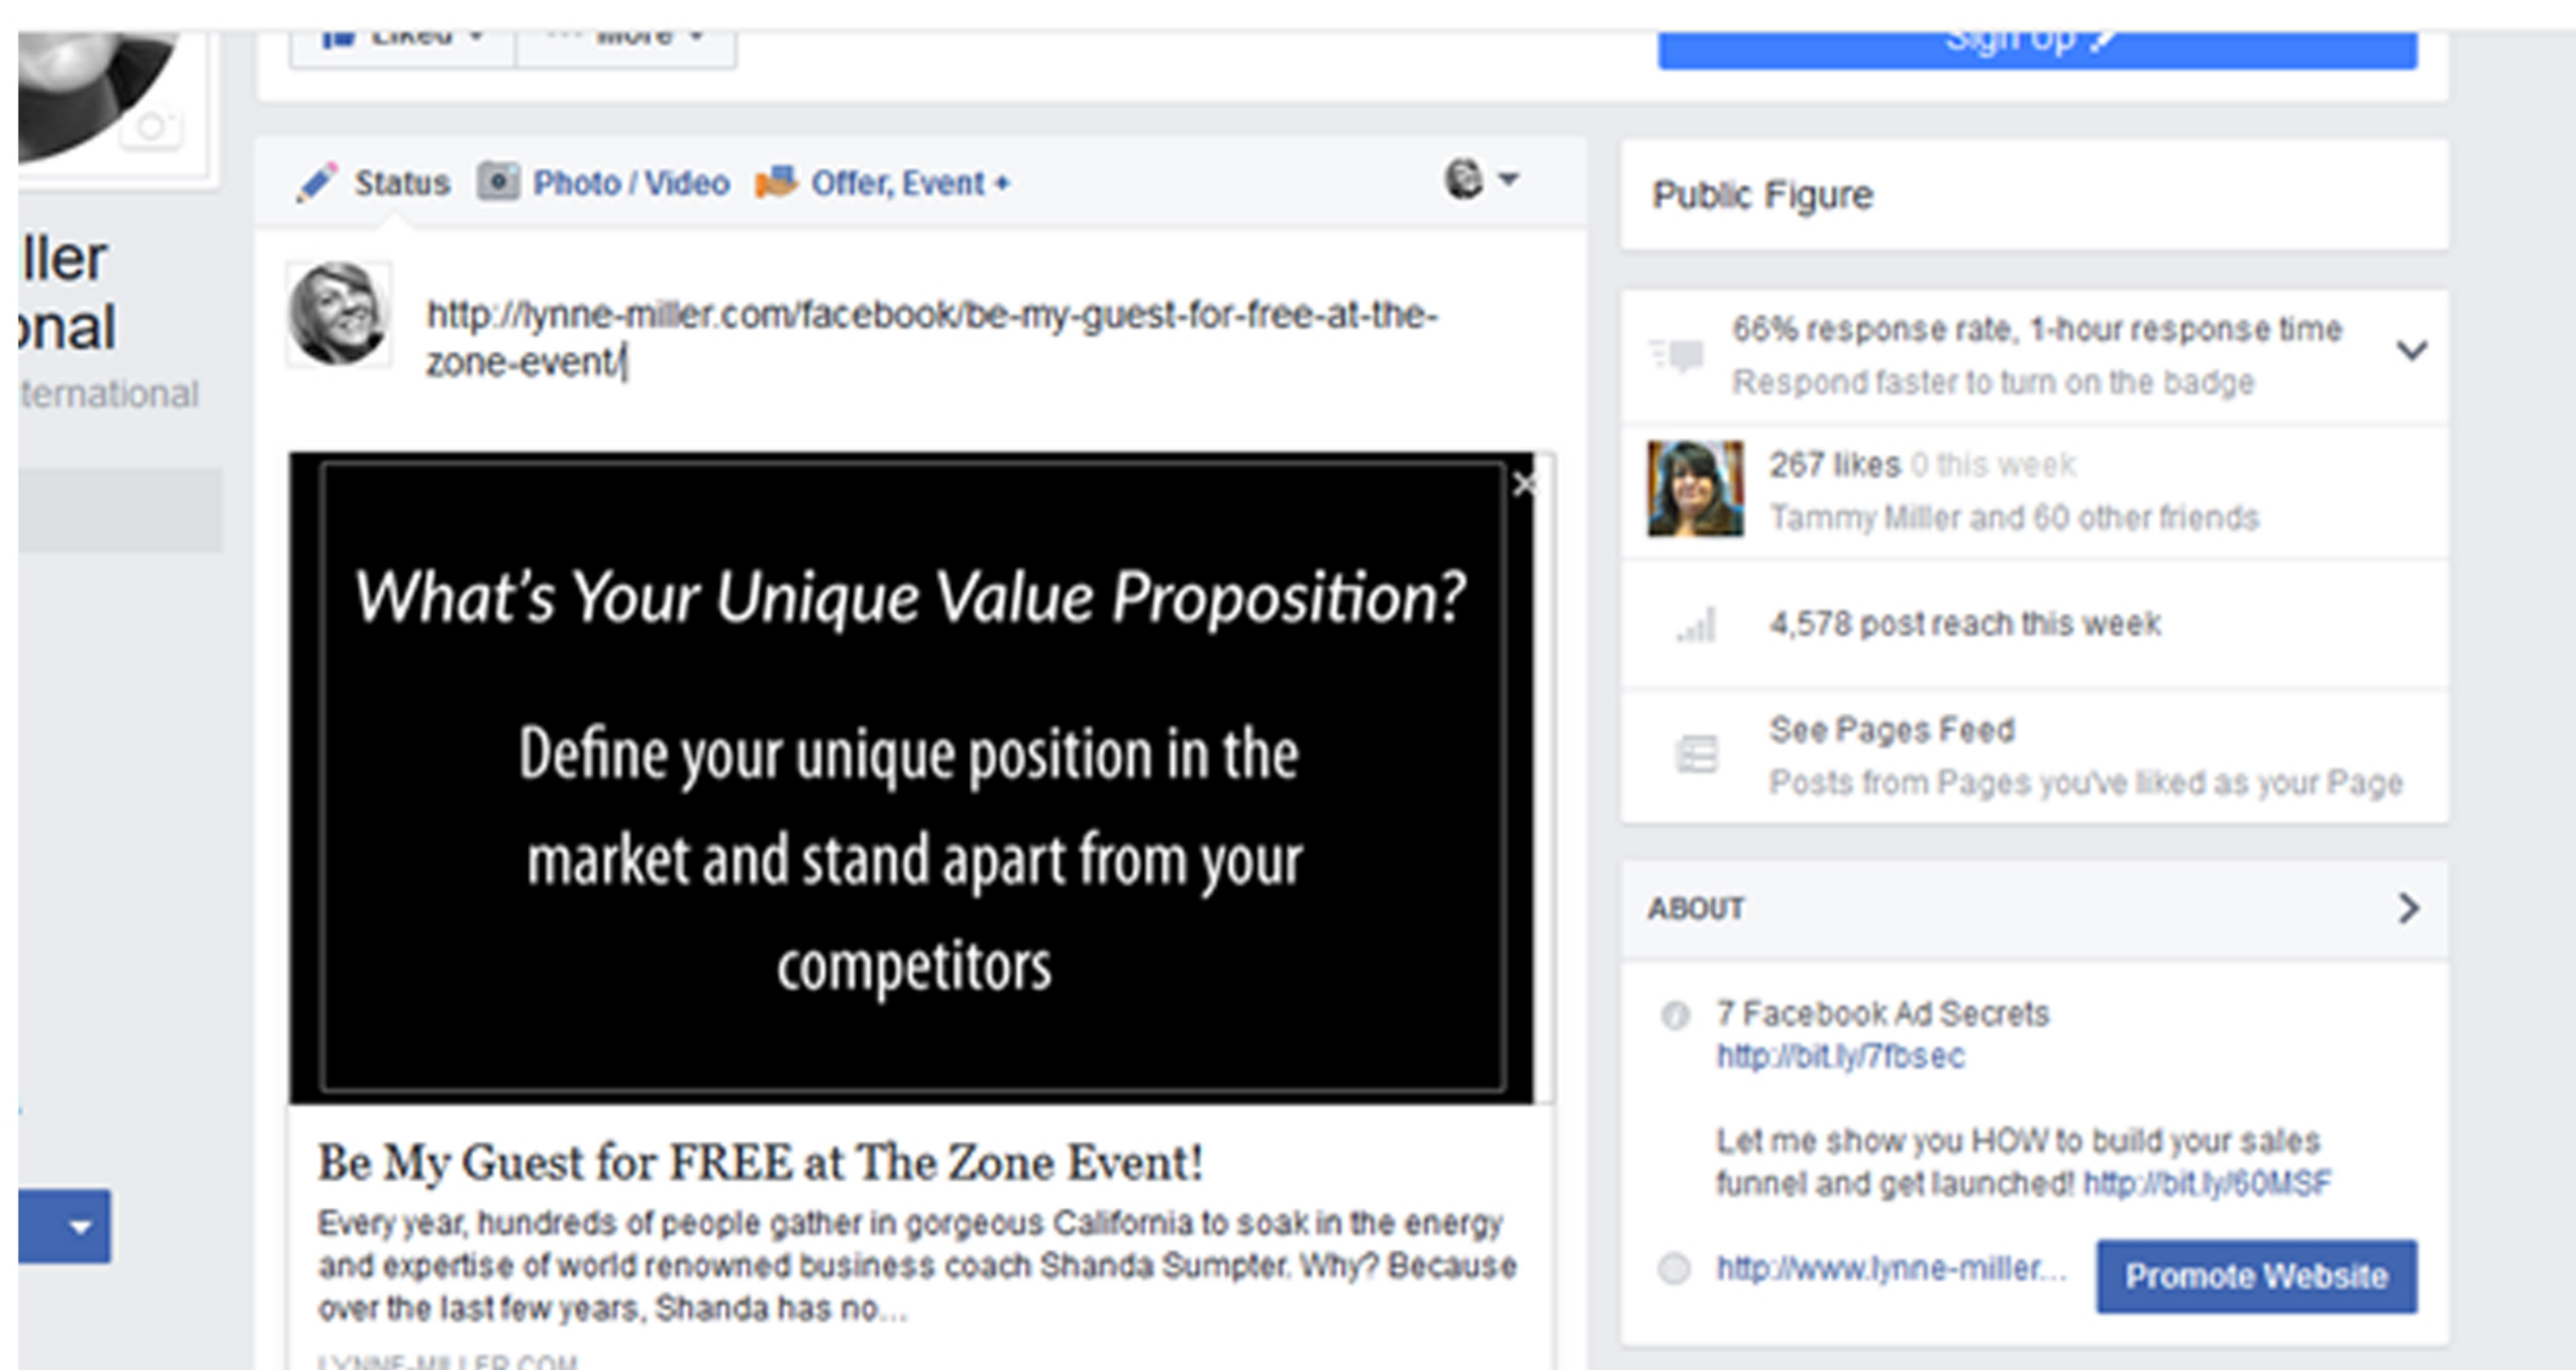 Liked
More
Sign Up
Status
Photo / Video
Offer, Event +
ller
onal
ternational
http://lynne-miller.com/facebook/be-my-guest-for-free-at-the-
zone-event/
What's Your Unique Value Proposition?
Define your unique position in the
market and stand apart from your
competitors
Be My Guest for FREE at The Zone Event!
Every year, hundreds of people gather in gorgeous California to soak in the energy
and expertise of world renowned business coach Shanda Sumpter. Why? Because
over the last few years, Shanda has no...
LYNNE-MILLER.COM
Public Figure
66% response rate, 1-hour response time
Respond faster to turn on the badge
267 likes 0 this week
Tammy Miller and 60 other friends
4,578 post reach this week
See Pages Feed
Posts from Pages you've liked as your Page
ABOUT
7 Facebook Ad Secrets
http://bit.ly/7fbsec
Let me show you HOW to build your sales
funnel and get launched! http://bit.ly/60MSF
http://www.lynne-miller...
Promote Website